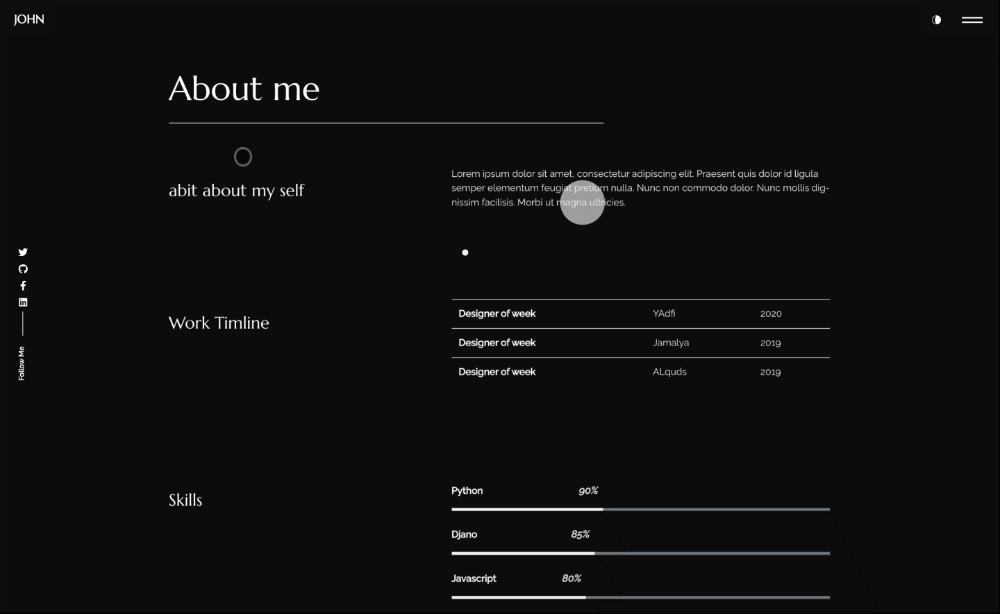 JOHN
About me
abit about my self
Lorem ipsum dolor sit amet, consectetur adipiscing elit. Praesent quis dolor id ligula
semper elementum feugiat pretium nulla. Nunc non commodo dolor. Nunc mollis dig-
nissim facilisis. Morbi ut magna ultricies.
Follow Me
Work Timline
Designer of week YAdfi 2020
Designer of week Jamalya 2019
Designer of week ALquds 2019
Skills
Python 90%
Djano 85%
Javascript 80%